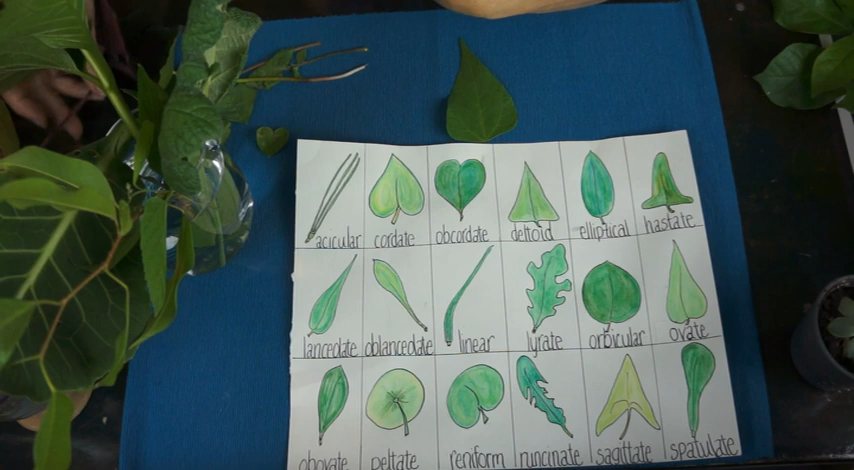 acicular cordate obcordate deltoid elliptical hastate
lanceolate oblanceolate linear lyrate orbicular ovate
obovate peltate reniform runcinate sagittate spatulate